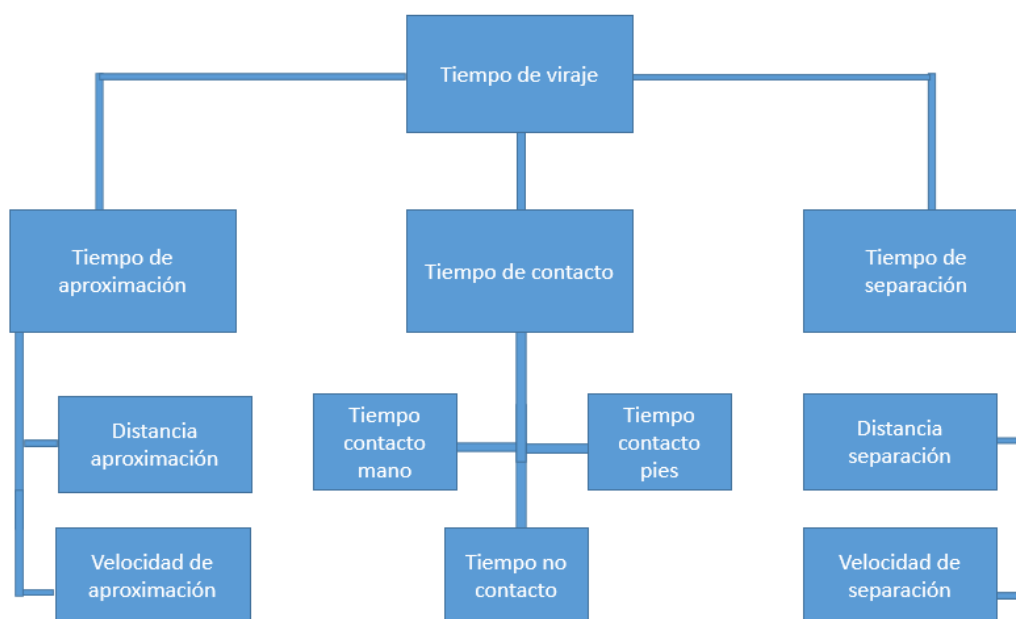 Tiempo de viraje
Tiempo de
aproximación
Tiempo de contacto
Tiempo de
separación
Distancia
aproximación
Tiempo
contacto
mano
Tiempo
contacto
pies
Distancia
separación
Velocidad de
aproximación
Tiempo no
contacto
Velocidad de
separación